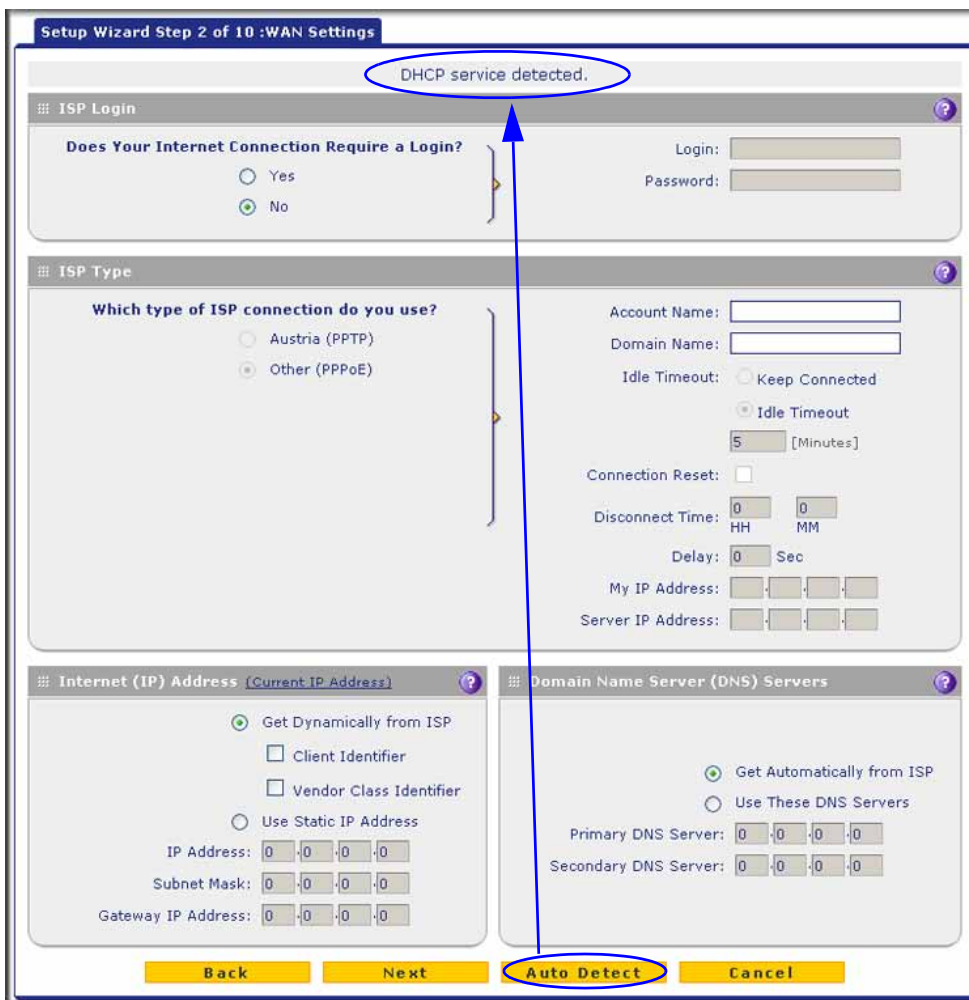 Setup Wizard Step 2 of 10 :WAN Settings
DHCP service detected.
ISP Login
Does Your Internet Connection Require a Login?
Yes
No
Login:
Password:
ISP Type
Which type of ISP connection do you use?
Austria (PPTP)
Other (PPPoE)
Account Name:
Domain Name:
Idle Timeout: Keep Connected
Idle Timeout
5 [Minutes]
Connection Reset:
Disconnect Time: 0 0
HH MM
Delay: 0 Sec
My IP Address: . . .
Server IP Address: . . .
Internet (IP) Address (Current IP Address)
Get Dynamically from ISP
Client Identifier
Vendor Class Identifier
Use Static IP Address
IP Address: 0 .0 .0 .0
Subnet Mask: 0 .0 .0 .0
Gateway IP Address: 0 .0 .0 .0
Domain Name Server (DNS) Servers
Get Automatically from ISP
Use These DNS Servers
Primary DNS Server: 0 .0 .0 .0
Secondary DNS Server: 0 .0 .0 .0
Back Next Auto Detect Cancel